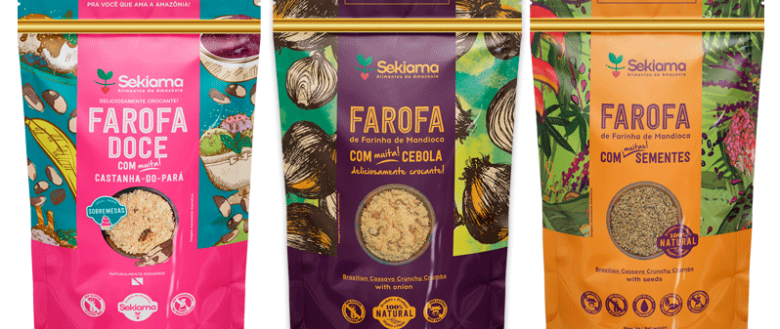 PRA VOCÊ QUE AMA A AMAZÔNIA!
Sekiama
Alimentos da Amazônia
DELICIOSAMENTE CROCANTE!
FAROFA
DOCE
COM muita!
CASTANHA-DO-PARÁ
SOBREMESAS
NATURALMENTE PARAENSE
Sekiama
Sekiama
Alimentos da Amazônia
FAROFA
de Farinha de Mandioca
COM muita! CEBOLA
deliciosamente crocante!
Brazilian Cassava Crunchy Crumbs
with onion
100%
NATURAL
Sekiama
Alimentos da Amazônia
FAROFA
de Farinha de Mandioca
COM muitas! SEMENTES
100%
NATURAL
Brazilian Cassava Crunchy Crumbs
with seeds